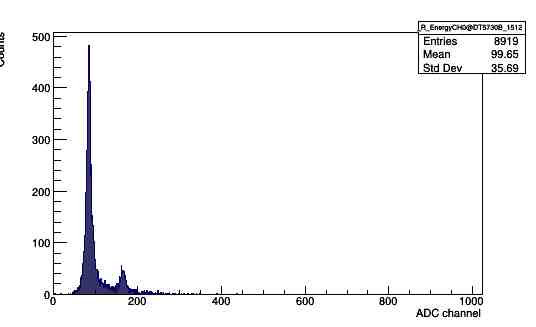 _R_EnergyCH0@DT5730B_1512
Entries 8919
Mean 99.65
Std Dev 35.69
Counts
500
400
300
200
100
0
0 200 400 600 800 1000
ADC channel